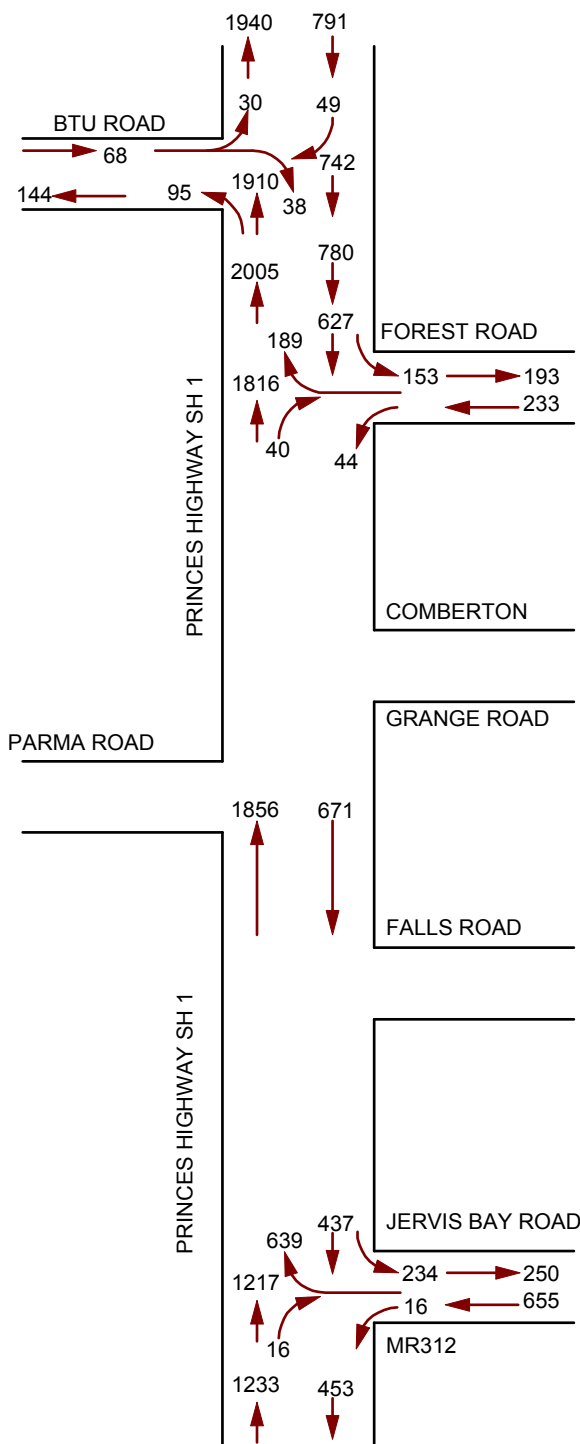 1940 791
30 49
BTU ROAD
68 742
144 95 1910 38
780
2005
627 FOREST ROAD
189
1816 153 193
233
40 44
PRINCES HIGHWAY SH 1
COMBERTON
GRANGE ROAD
PARMA ROAD
1856 671
FALLS ROAD
PRINCES HIGHWAY SH 1
437 JERVIS BAY ROAD
639
1217 234 250
16 655
16 MR312
1233 453